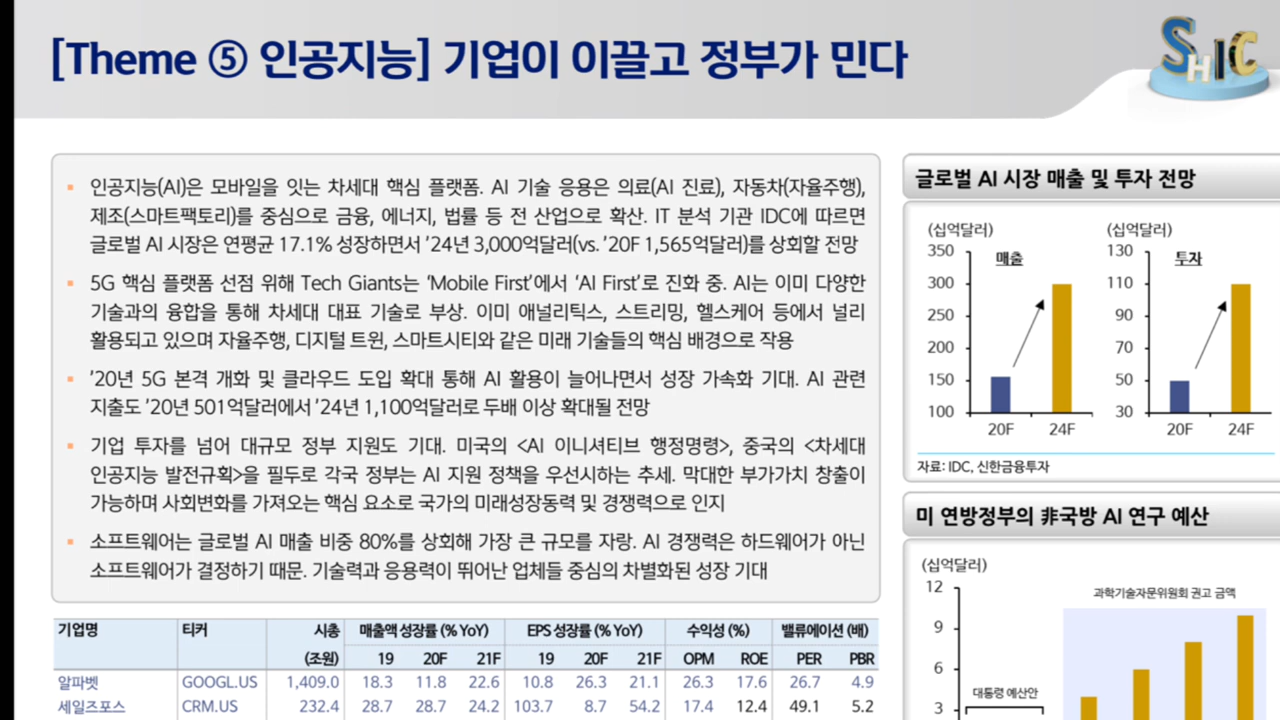 [Theme ⑤ 인공지능] 기업이 이끌고 정부가 민다
SHIC
▪ 인공지능(AI)은 모바일을 잇는 차세대 핵심 플랫폼. AI 기술 응용은 의료(AI 진료), 자동차(자율주행),
제조(스마트팩토리)를 중심으로 금융, 에너지, 법률 등 전 산업으로 확산. IT 분석 기관 IDC에 따르면
글로벌 AI 시장은 연평균 17.1% 성장하면서 ’24년 3,000억달러(vs. ’20F 1,565억달러)를 상회할 전망
▪ 5G 핵심 플랫폼 선점 위해 Tech Giants는 ‘Mobile First’에서 ‘AI First’로 진화 중. AI는 이미 다양한
기술과의 융합을 통해 차세대 대표 기술로 부상. 이미 애널리틱스, 스트리밍, 헬스케어 등에서 널리
활용되고 있으며 자율주행, 디지털 트윈, 스마트시티와 같은 미래 기술들의 핵심 배경으로 작용
▪ ’20년 5G 본격 개화 및 클라우드 도입 확대 통해 AI 활용이 늘어나면서 성장 가속화 기대. AI 관련
지출도 ’20년 501억달러에서 ’24년 1,100억달러로 두배 이상 확대될 전망
▪ 기업 투자를 넘어 대규모 정부 지원도 기대. 미국의 <AI 이니셔티브 행정명령>, 중국의 <차세대
인공지능 발전규획>을 필두로 각국 정부는 AI 지원 정책을 우선시하는 추세. 막대한 부가가치 창출이
가능하며 사회변화를 가져오는 핵심 요소로 국가의 미래성장동력 및 경쟁력으로 인지
▪ 소프트웨어는 글로벌 AI 매출 비중 80%를 상회해 가장 큰 규모를 자랑. AI 경쟁력은 하드웨어가 아닌
소프트웨어가 결정하기 때문. 기술력과 응용력이 뛰어난 업체들 중심의 차별화된 성장 기대
기업명 티커 시총 매출액 성장률 (% YoY) EPS 성장률 (% YoY) 수익성 (%) 밸류에이션 (배)
(조원) 19 20F 21F 19 20F 21F OPM ROE PER PBR
알파벳 GOOGL.US 1,409.0 18.3 11.8 22.6 10.8 26.3 21.1 26.3 17.6 26.7 4.9
세일즈포스 CRM.US 232.4 28.7 28.7 24.2 103.7 8.7 54.2 17.4 12.4 49.1 5.2
글로벌 AI 시장 매출 및 투자 전망
(십억달러) (십억달러)
350 130
매출 투자
300 110
250 90
200 70
150 50
100 30
20F 24F 20F 24F
자료: IDC, 신한금융투자
미 연방정부의 非국방 AI 연구 예산
(십억달러)
12
과학기술자문위원회 권고 금액
9
6
대통령 예산안
3